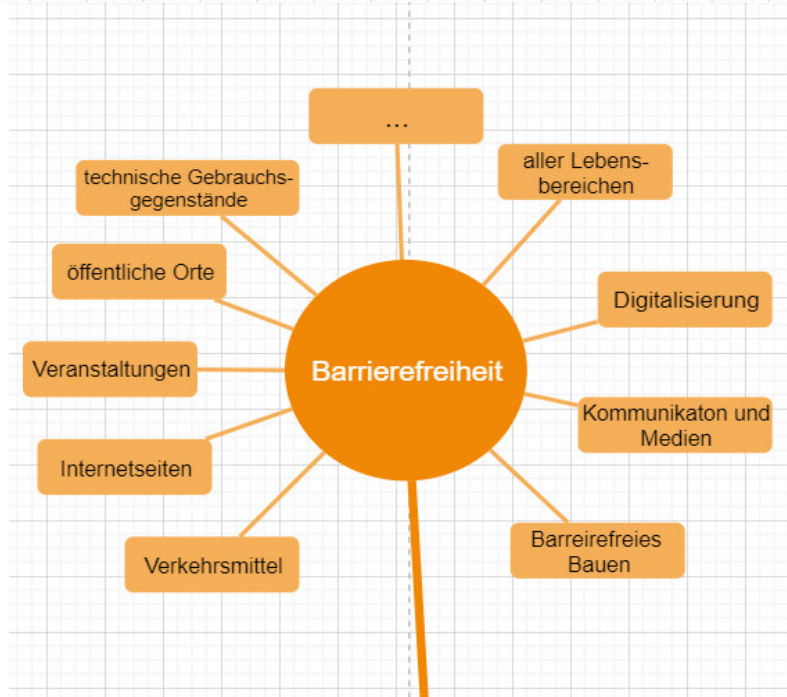 ...
aller Lebens-
bereichen
technische Gebrauchs-
gegenstände
öffentliche Orte
Digitalisierung
Veranstaltungen
Barrierefreiheit
Kommunikaton und
Medien
Internetseiten
Barreirefreies
Bauen
Verkehrsmittel